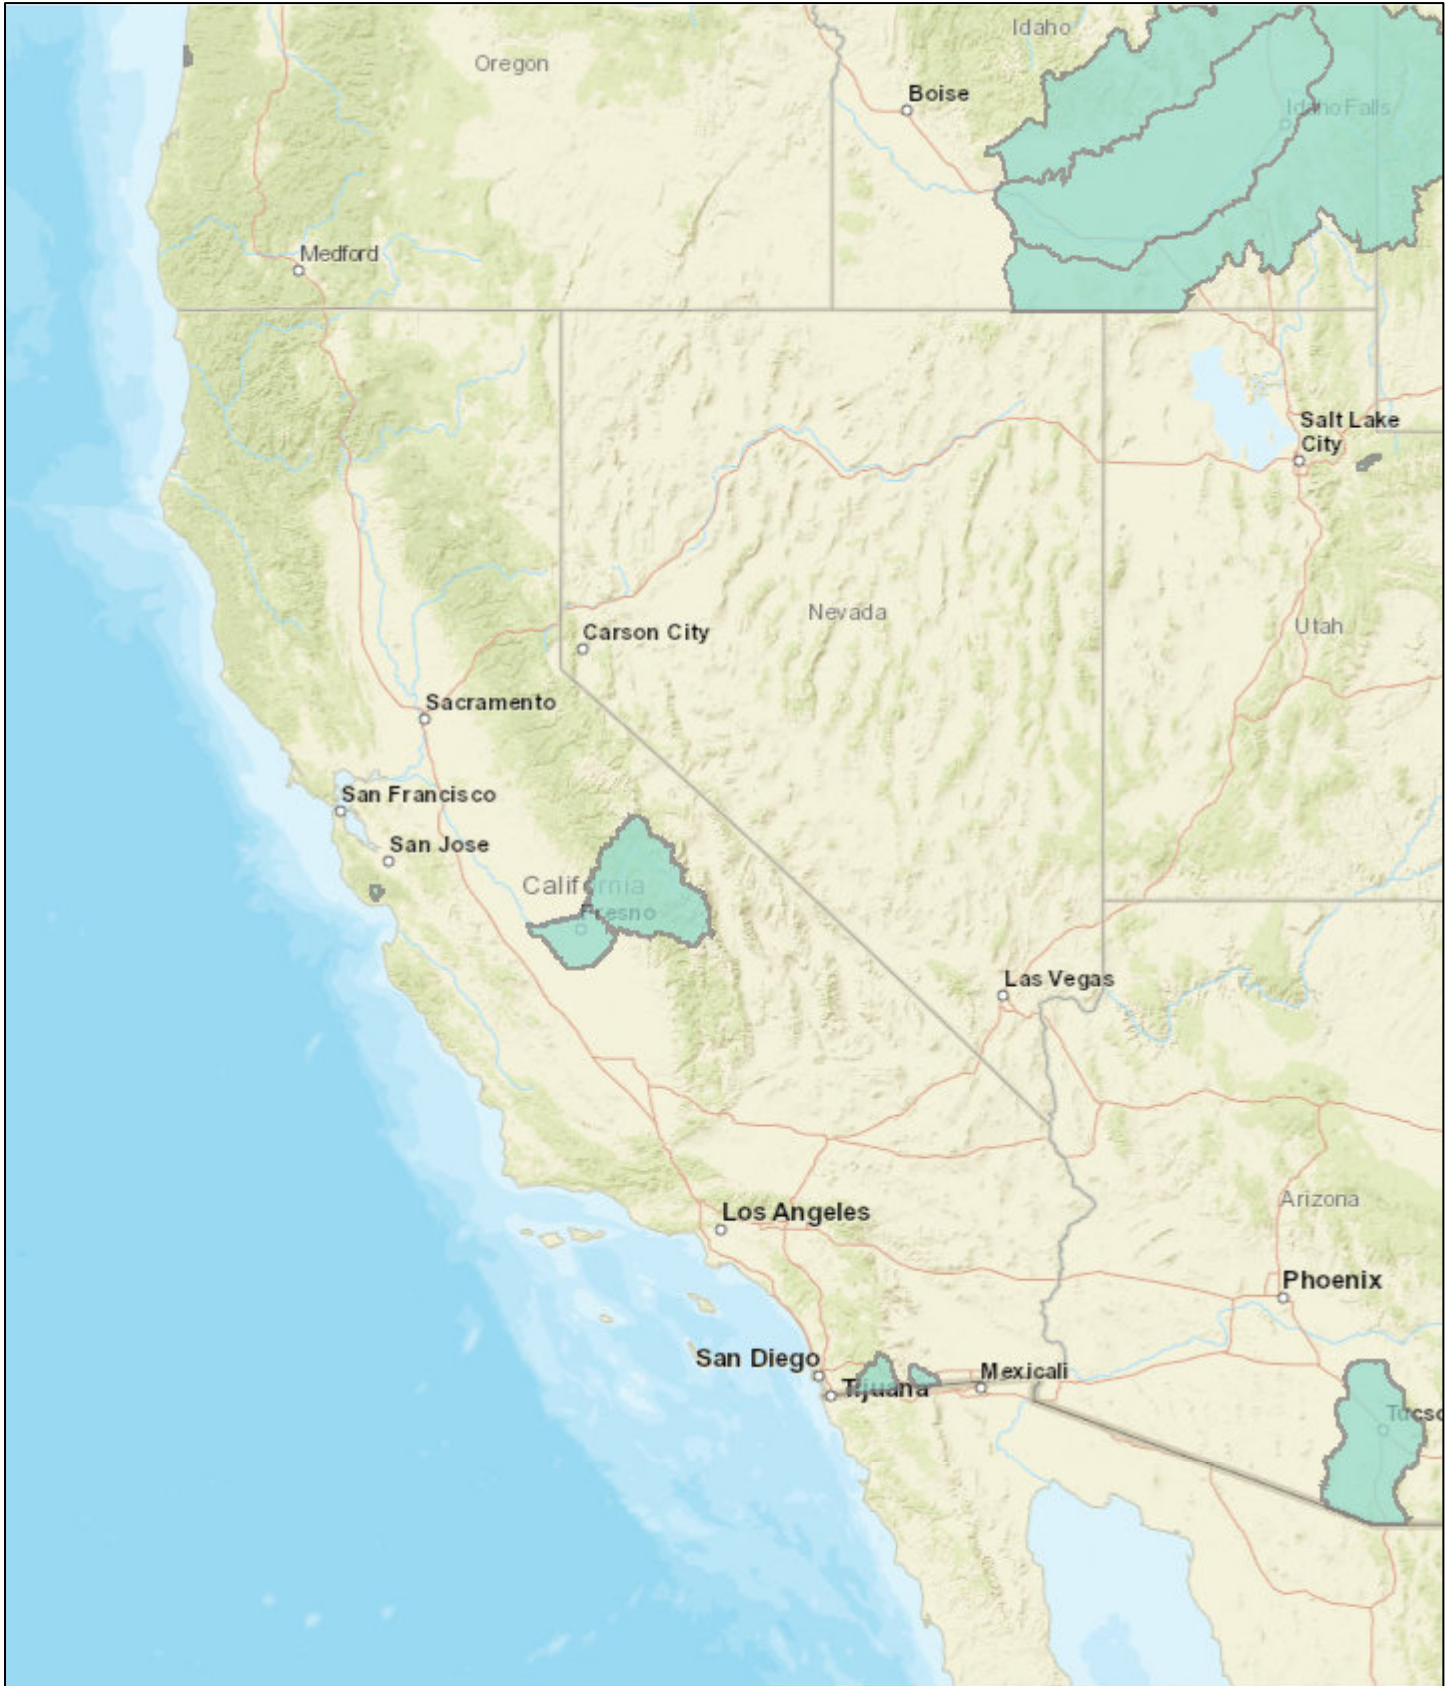 Idaho
Oregon
Boise
Idaho Falls
Medford
Salt Lake
City
Nevada
Carson City
Utah
Sacramento
San Francisco
San Jose
California
Fresno
Las Vegas
Arizona
Los Angeles
Phoenix
San Diego
Mexicali
Tijuana
Tucso